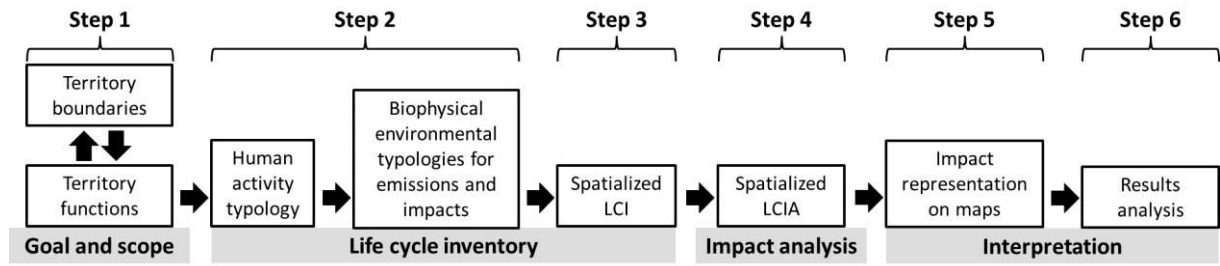 Step 1
Step 2
Step 3
Step 4
Step 5
Step 6
Territory
boundaries
Territory
functions
Human
activity
typology
Biophysical
environmental
typologies for
emissions and
impacts
Spatialized
LCI
Spatialized
LCIA
Impact
representation
on maps
Results
analysis
Goal and scope
Life cycle inventory
Impact analysis
Interpretation